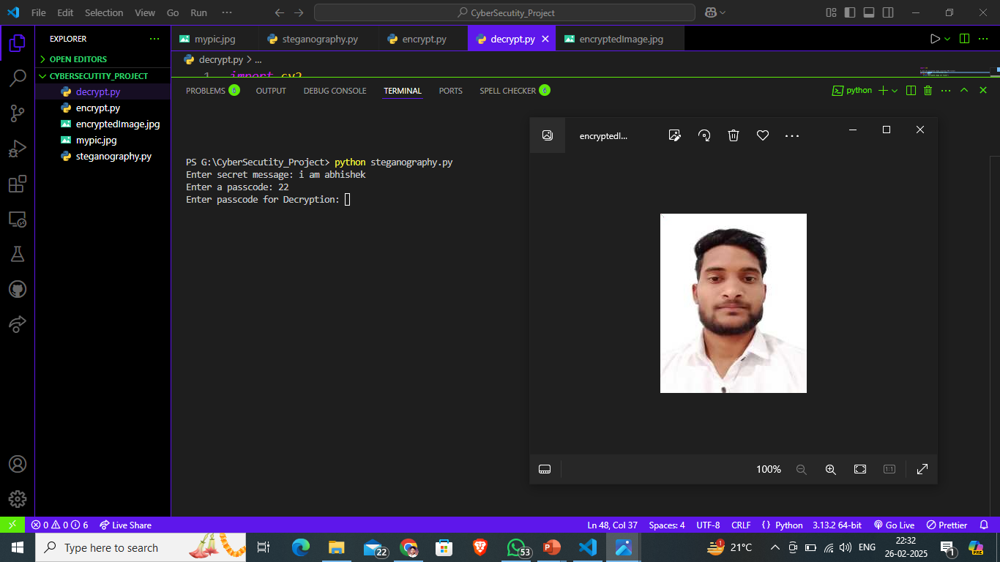 File Edit Selection View Go Run ··· CyberSecutity_Project
EXPLORER ···
OPEN EDITORS
CYBERSECUTITY_PROJECT
decrypt.py
encrypt.py
encryptedImage.jpg
mypic.jpg
steganography.py
mypic.jpg steganography.py encrypt.py decrypt.py encryptedImage.jpg
decrypt.py > ...
1 import cv2
PROBLEMS 6 OUTPUT DEBUG CONSOLE TERMINAL PORTS SPELL CHECKER 6 python
PS G:\CyberSecutity_Project> python steganography.py
Enter secret message: i am abhishek
Enter a passcode: 22
Enter passcode for Decryption:
encryptedI...
100%
1:1
0 0 6 Live Share Ln 48, Col 37 Spaces: 4 UTF-8 CRLF {} Python 3.13.2 64-bit Go Live Prettier
Type here to search 22 53 1 21°C ENG 22:32 1 PRE
26-02-2025